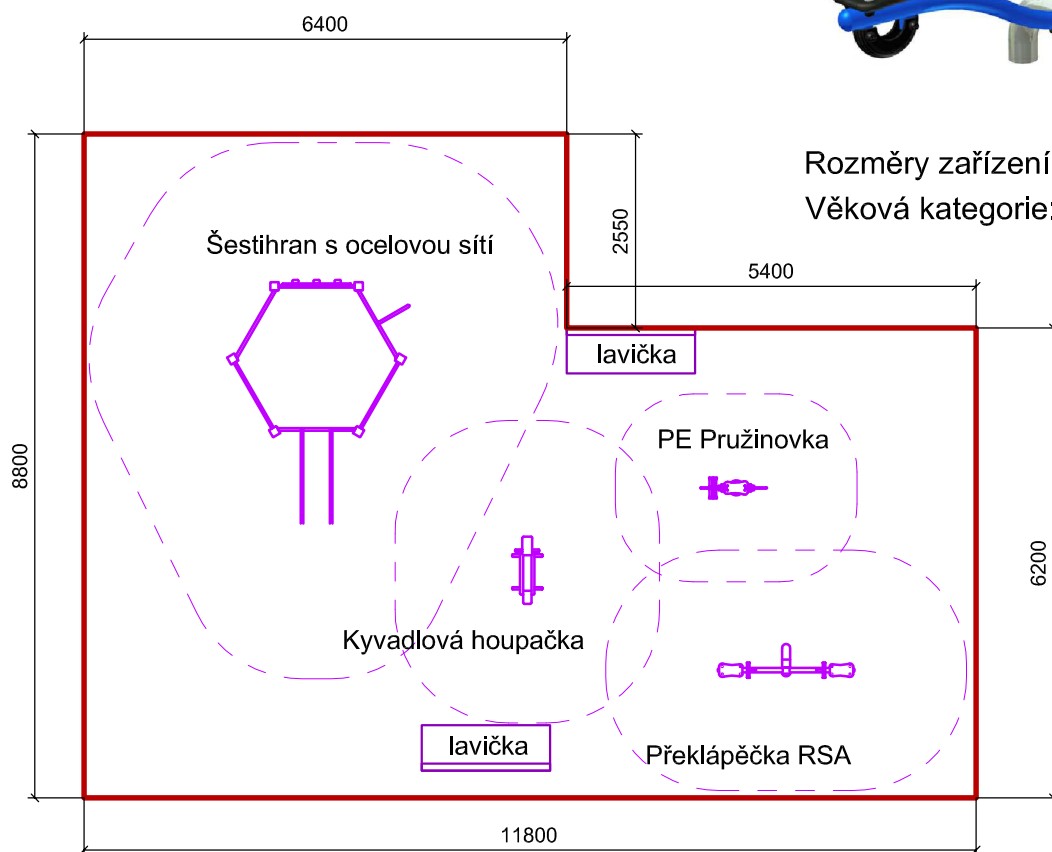 6400
Rozměry zařízení
Věková kategorie:
2550
Šestihran s ocelovou sítí
5400
lavička
PE Pružinovka
8800
6200
Kyvadlová houpačka
lavička
Překlápěčka RSA
11800